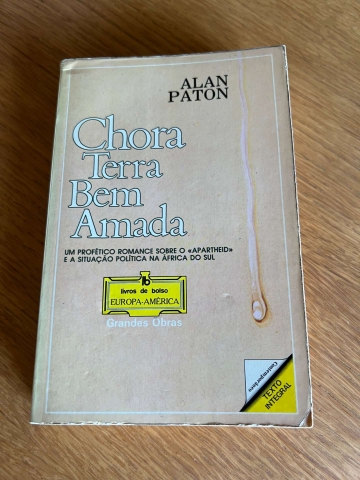 ALAN
PATON
Chora
Terra
Bem
Amada
UM PROFÉTICO ROMANCE SOBRE O «APARTHEID»
E A SITUAÇÃO POLÍTICA NA ÁFRICA DO SUL
livros de bolso
EUROPA-AMÉRICA
Grandes Obras
Contemporânea
TEXTO
INTEGRAL